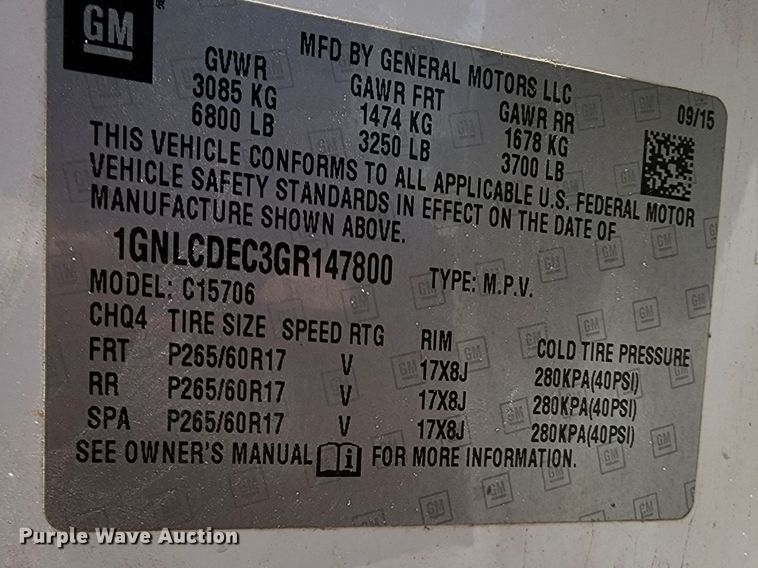 GM
MFD BY GENERAL MOTORS LLC
GVWR GAWR FRT GAWR RR 09/15
3085 KG 1474 KG 1678 KG
6800 LB 3250 LB 3700 LB
THIS VEHICLE CONFORMS TO ALL APPLICABLE U.S. FEDERAL MOTOR
VEHICLE SAFETY STANDARDS IN EFFECT ON THE DATE OF
MANUFACTURE SHOWN ABOVE.
1GNLCDEC3GR147800 TYPE: M.P.V.
MODEL: C15706
CHQ4 TIRE SIZE SPEED RTG RIM COLD TIRE PRESSURE
FRT P265/60R17 V 17X8J 280KPA(40PSI)
RR P265/60R17 V 17X8J 280KPA(40PSI)
SPA P265/60R17 V 17X8J 280KPA(40PSI)
SEE OWNER'S MANUAL i FOR MORE INFORMATION.
Purple Wave Auction